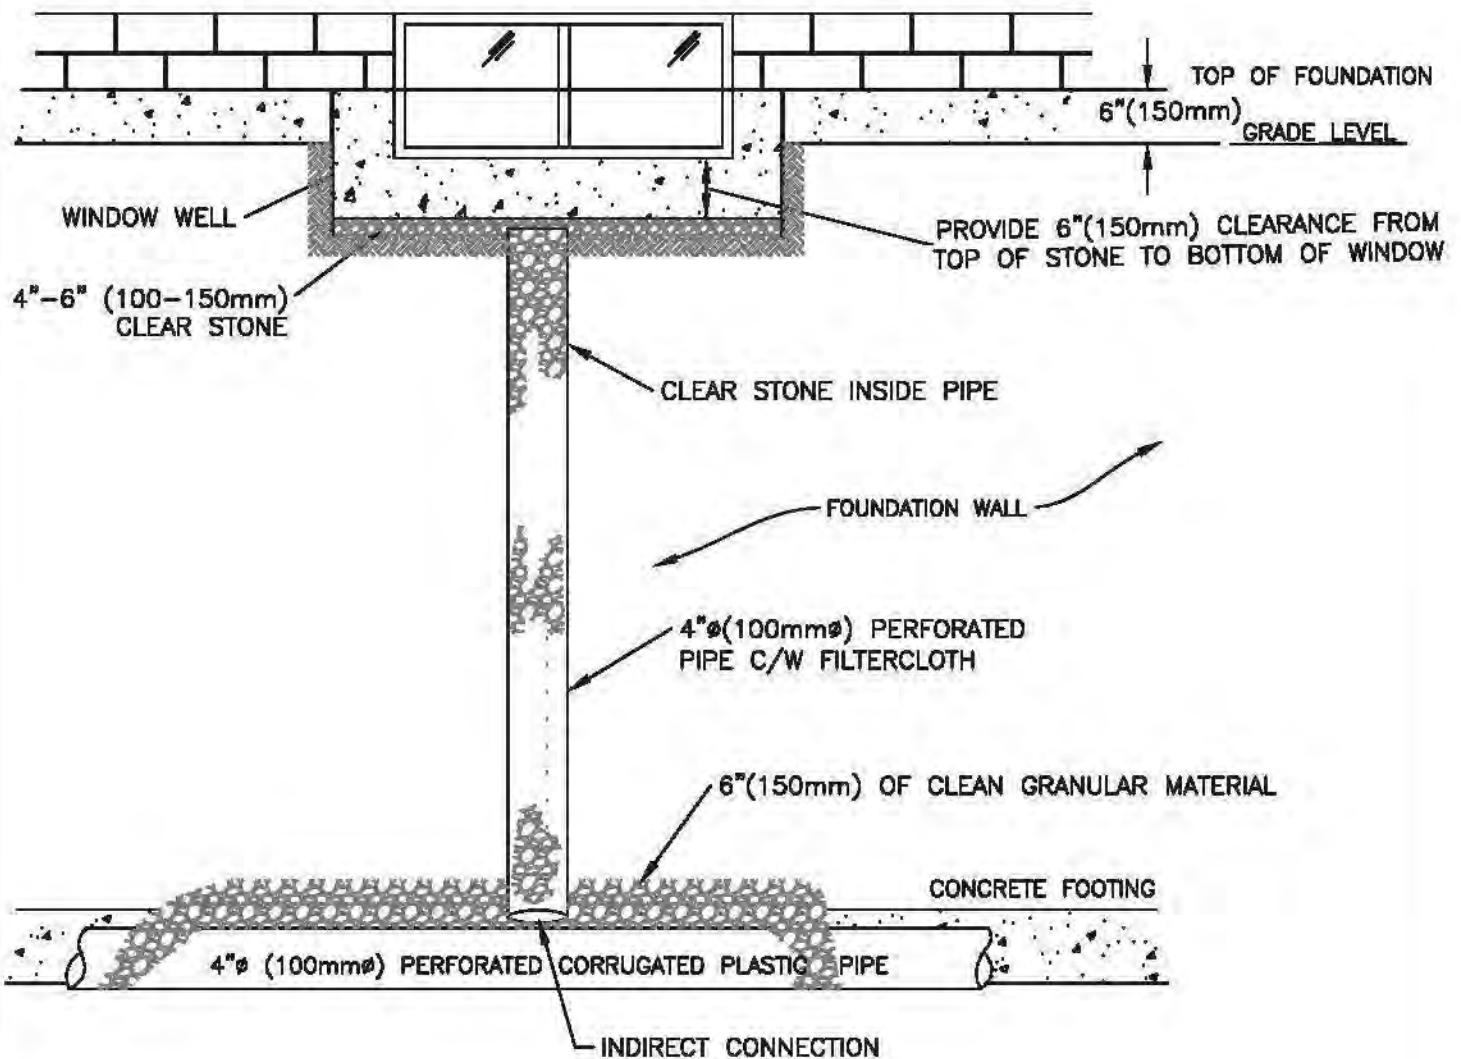 TOP OF FOUNDATION
6"(150mm)
GRADE LEVEL
WINDOW WELL
PROVIDE 6"(150mm) CLEARANCE FROM
TOP OF STONE TO BOTTOM OF WINDOW
4"-6" (100-150mm)
CLEAR STONE
CLEAR STONE INSIDE PIPE
FOUNDATION WALL
4"ø(100mmø) PERFORATED
PIPE C/W FILTERCLOTH
6"(150mm) OF CLEAN GRANULAR MATERIAL
CONCRETE FOOTING
4"ø (100mmø) PERFORATED CORRUGATED PLASTIC PIPE
INDIRECT CONNECTION